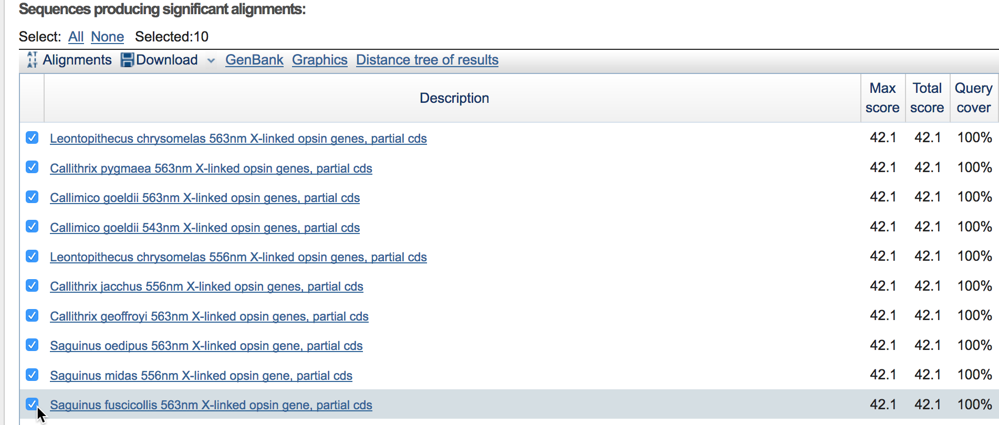 Sequences producing significant alignments:
Select: All None Selected:10
Alignments Download GenBank Graphics Distance tree of results
Description Max score Total score Query cover
Leontopithecus chrysomelas 563nm X-linked opsin genes, partial cds 42.1 42.1 100%
Callithrix pygmaea 563nm X-linked opsin genes, partial cds 42.1 42.1 100%
Callimico goeldii 563nm X-linked opsin genes, partial cds 42.1 42.1 100%
Callimico goeldii 543nm X-linked opsin genes, partial cds 42.1 42.1 100%
Leontopithecus chrysomelas 556nm X-linked opsin genes, partial cds 42.1 42.1 100%
Callithrix jacchus 556nm X-linked opsin genes, partial cds 42.1 42.1 100%
Callithrix geoffroyi 563nm X-linked opsin genes, partial cds 42.1 42.1 100%
Saguinus oedipus 563nm X-linked opsin gene, partial cds 42.1 42.1 100%
Saguinus midas 556nm X-linked opsin gene, partial cds 42.1 42.1 100%
Saguinus fuscicollis 563nm X-linked opsin gene, partial cds 42.1 42.1 100%